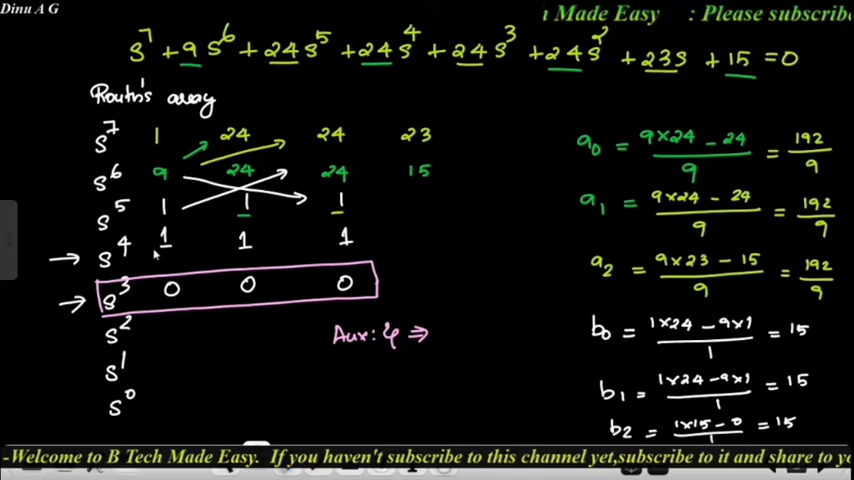 Dinu A G
ı Made Easy : Please subscribe
s⁷ + 9s⁶ + 24s⁵ + 24s⁴ + 24s³ + 24s² + 23s + 15 = 0
Routh's array
s⁷ 1 24 24 23
s⁶ 9 24 24 15
s⁵ 1 1 1
→ s⁴ 1 1 1
→ s³ 0 0 0
s²
s¹
s⁰
Aux: ⇒
a₀ = (9×24 - 24)/9 = 192/9
a₁ = (9×24 - 24)/9 = 192/9
a₂ = (9×23 - 15)/9 = 192/9
b₀ = (1×24 - 9×1)/1 = 15
b₁ = (1×24 - 9×1)/1 = 15
b₂ = (1×15 - 0)/1 = 15
-Welcome to B Tech Made Easy. If you haven't subscribe to this channel yet,subscribe to it and share to yo